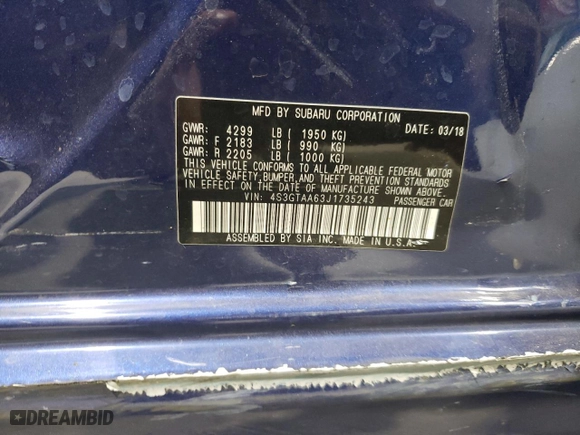 MFD BY SUBARU CORPORATION
GVWR: 4299 LB ( 1950 KG) DATE: 03/18
GAWR: F 2183 LB ( 990 KG)
GAWR: R 2205 LB ( 1000 KG)
THIS VEHICLE CONFORMS TO ALL APPLICABLE FEDERAL MOTOR
VEHICLE SAFETY, BUMPER, AND THEFT PREVENTION STANDARDS
IN EFFECT ON THE DATE OF MANUFACTURE SHOWN ABOVE.
VIN: 4S3GTAA63J1735243 PASSENGER CAR
ASSEMBLED BY SIA INC. MADE IN U.S.A.
DREAMBID